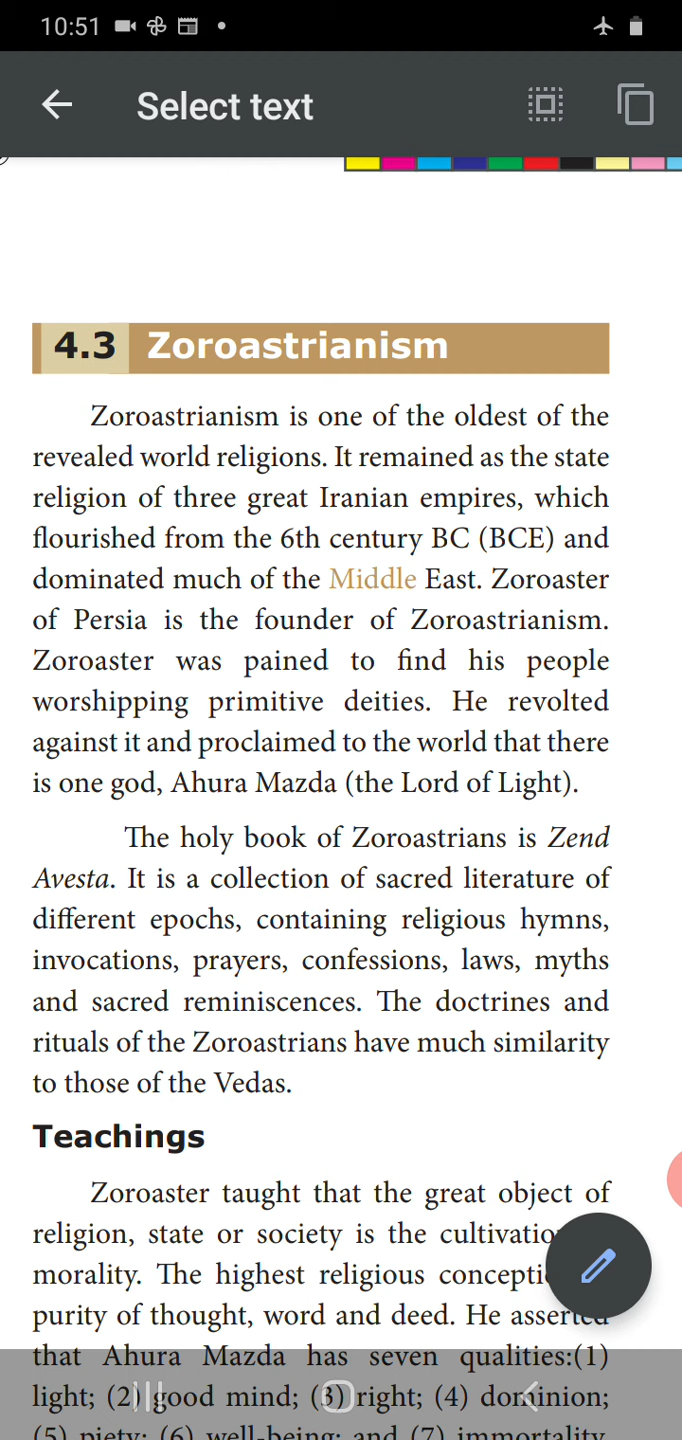 10:51
Select text
4.3 Zoroastrianism
Zoroastrianism is one of the oldest of the
revealed world religions. It remained as the state
religion of three great Iranian empires, which
flourished from the 6th century BC (BCE) and
dominated much of the Middle East. Zoroaster
of Persia is the founder of Zoroastrianism.
Zoroaster was pained to find his people
worshipping primitive deities. He revolted
against it and proclaimed to the world that there
is one god, Ahura Mazda (the Lord of Light).
The holy book of Zoroastrians is Zend
Avesta. It is a collection of sacred literature of
different epochs, containing religious hymns,
invocations, prayers, confessions, laws, myths
and sacred reminiscences. The doctrines and
rituals of the Zoroastrians have much similarity
to those of the Vedas.
Teachings
Zoroaster taught that the great object of
religion, state or society is the
morality. The highest religious
purity of thought, word and deed. He asserted
that Ahura Mazda has seven qualities:(1)
light; (2) good mind; (3) right; (4) dominion;
(5) piety; (6) well-being; and (7) immortality.